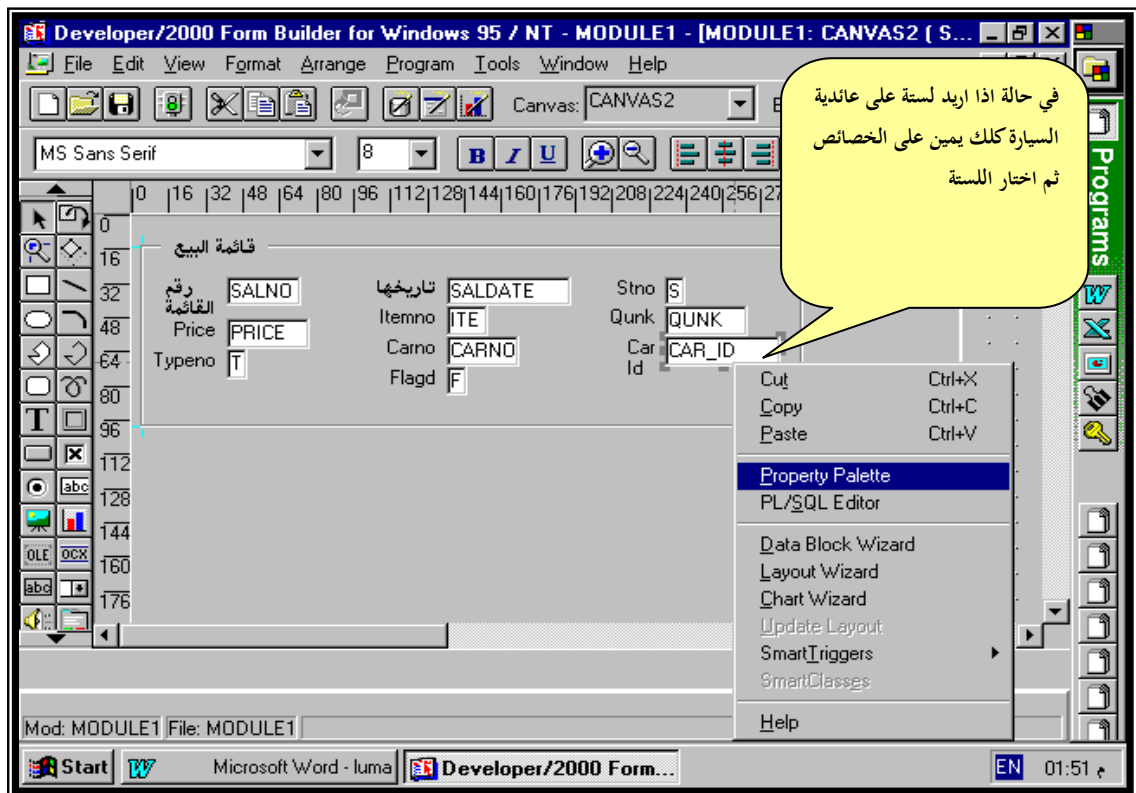 Developer/2000 Form Builder for Windows 95 / NT - MODULE1 - [MODULE1: CANVAS2 ( S...
File Edit View Format Arrange Program Tools Window Help
Canvas: CANVAS2
MS Sans Serif 8 B I U
في حالة اذا اريد لستة على عائدية
السيارة كلك يمين على الخصائص
ثم اختار اللستة
Programs
0 16 32 48 64 80 96 112 128 144 160 176 192 208 224 240 256
0
16
32
48
64
80
96
112
128
144
160
176
قائمة البيع
رقم القائمة SALNO تاريخها SALDATE Stno S
Price PRICE Itemno ITE Qunk QUNK
Typeno T Carno CARNO Car Id CAR_ID
Flagd F
T
abc
OLE OCX
abc
Cut Ctrl+X
Copy Ctrl+C
Paste Ctrl+V
Property Palette
PL/SQL Editor
Data Block Wizard
Layout Wizard
Chart Wizard
Update Layout
SmartTriggers
SmartClasses
Help
Mod: MODULE1 File: MODULE1
Start Microsoft Word - luma Developer/2000 Form... EN 01:51 م